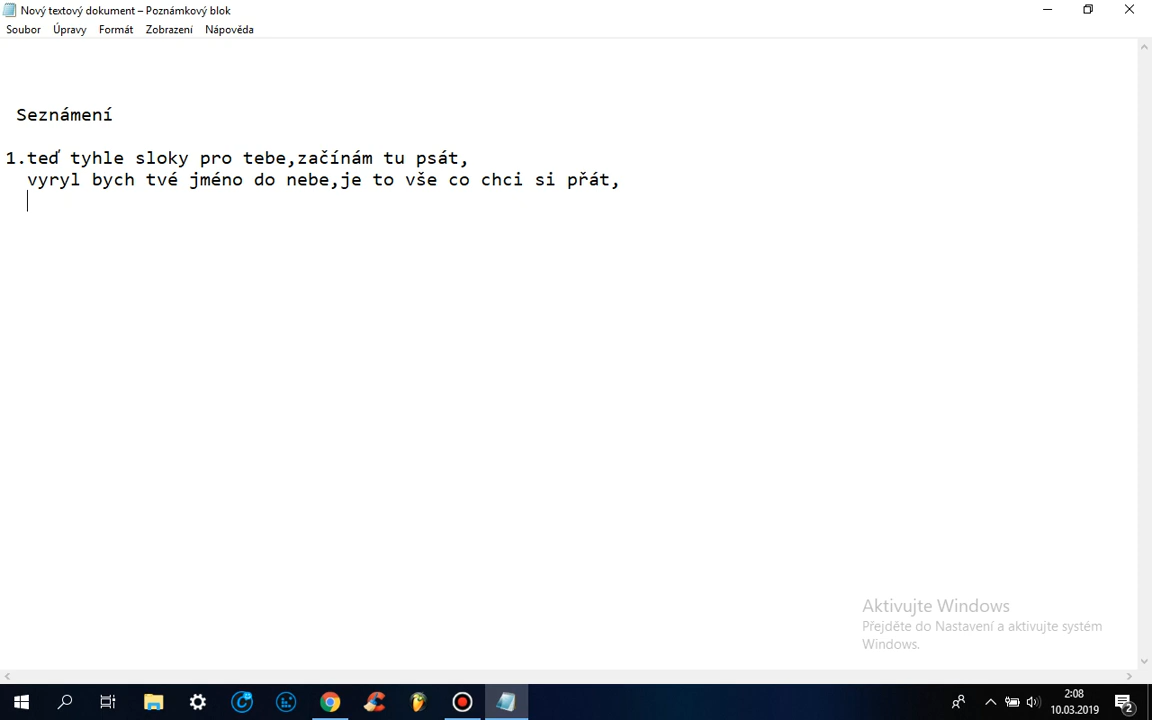 Nový textový dokument – Poznámkový blok
Soubor Úpravy Formát Zobrazení Nápověda
Seznámení
1.teď tyhle sloky pro tebe,začínám tu psát,
vyryl bych tvé jméno do nebe,je to vše co chci si přát,
Aktivujte Windows
Přejděte do Nastavení a aktivujte systém
Windows.
2:08
10.03.2019
2